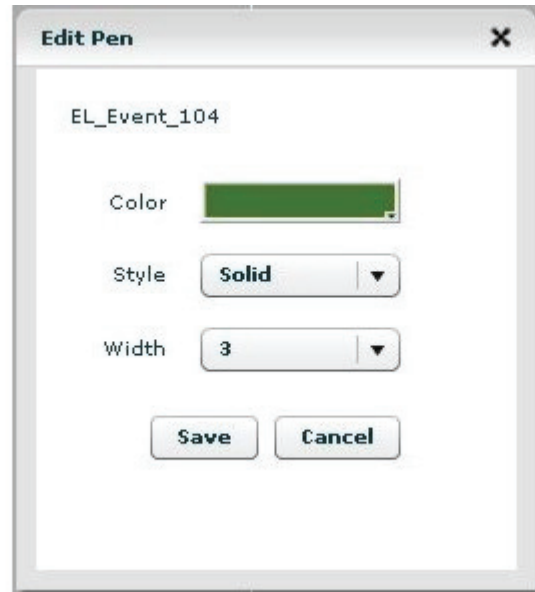 Edit Pen
EL_Event_104
Color
Style Solid
Width 3
Save Cancel